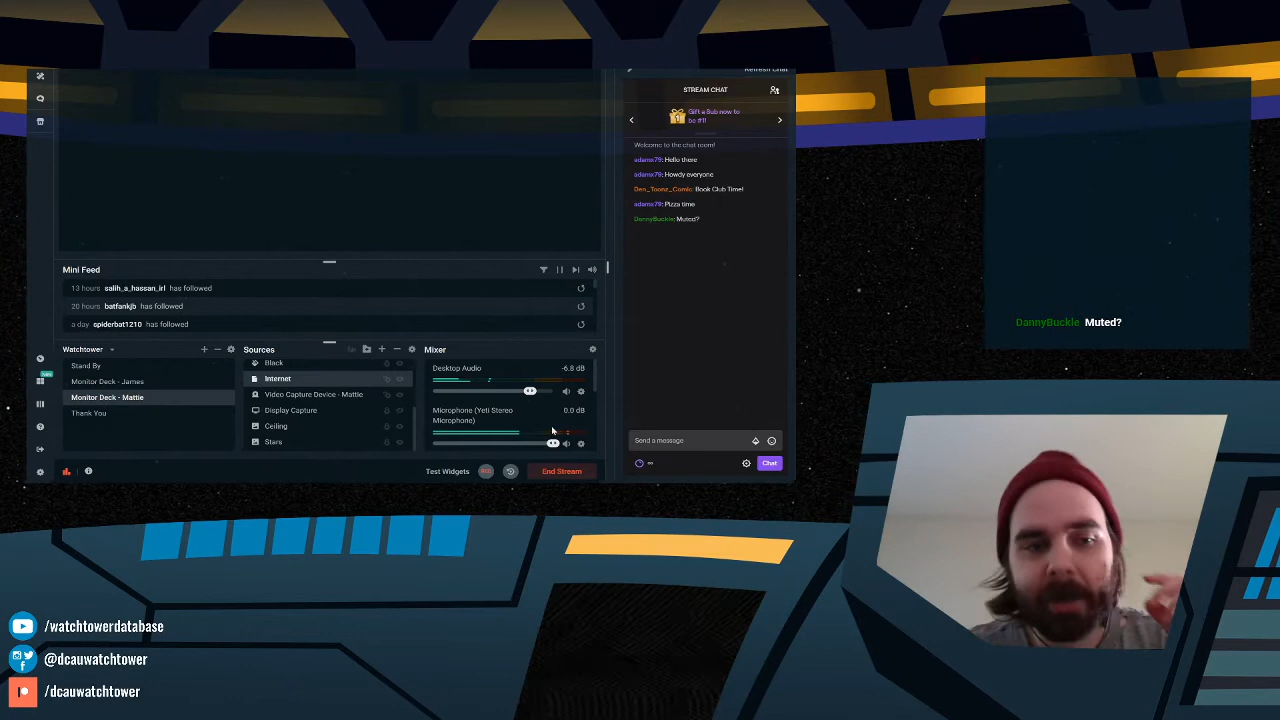 Refresh Chat
STREAM CHAT
Gift a Sub now to
be #1!
1
Welcome to the chat room!
adamx79: Hello there
adamx79: Howdy everyone
Den_Toonz_Comic: Book Club Time!
adamx79: Pizza time
DannyBuckle: Muted?
DannyBuckle Muted?
Mini Feed
13 hours salih_a_hassan_irl has followed
20 hours batfankjb has followed
a day spiderbat1210 has followed
Watchtower
Stand By
Monitor Deck - James
Monitor Deck - Mattie
Thank You
Sources
Black
Internet
Video Capture Device - Mattie
Display Capture
Ceiling
Stars
Mixer
Desktop Audio -6.8 dB
Microphone (Yeti Stereo 0.0 dB
Microphone)
Send a message
Chat
Test Widgets
REC
End Stream
/watchtowerdatabase
@dcauwatchtower
/dcauwatchtower